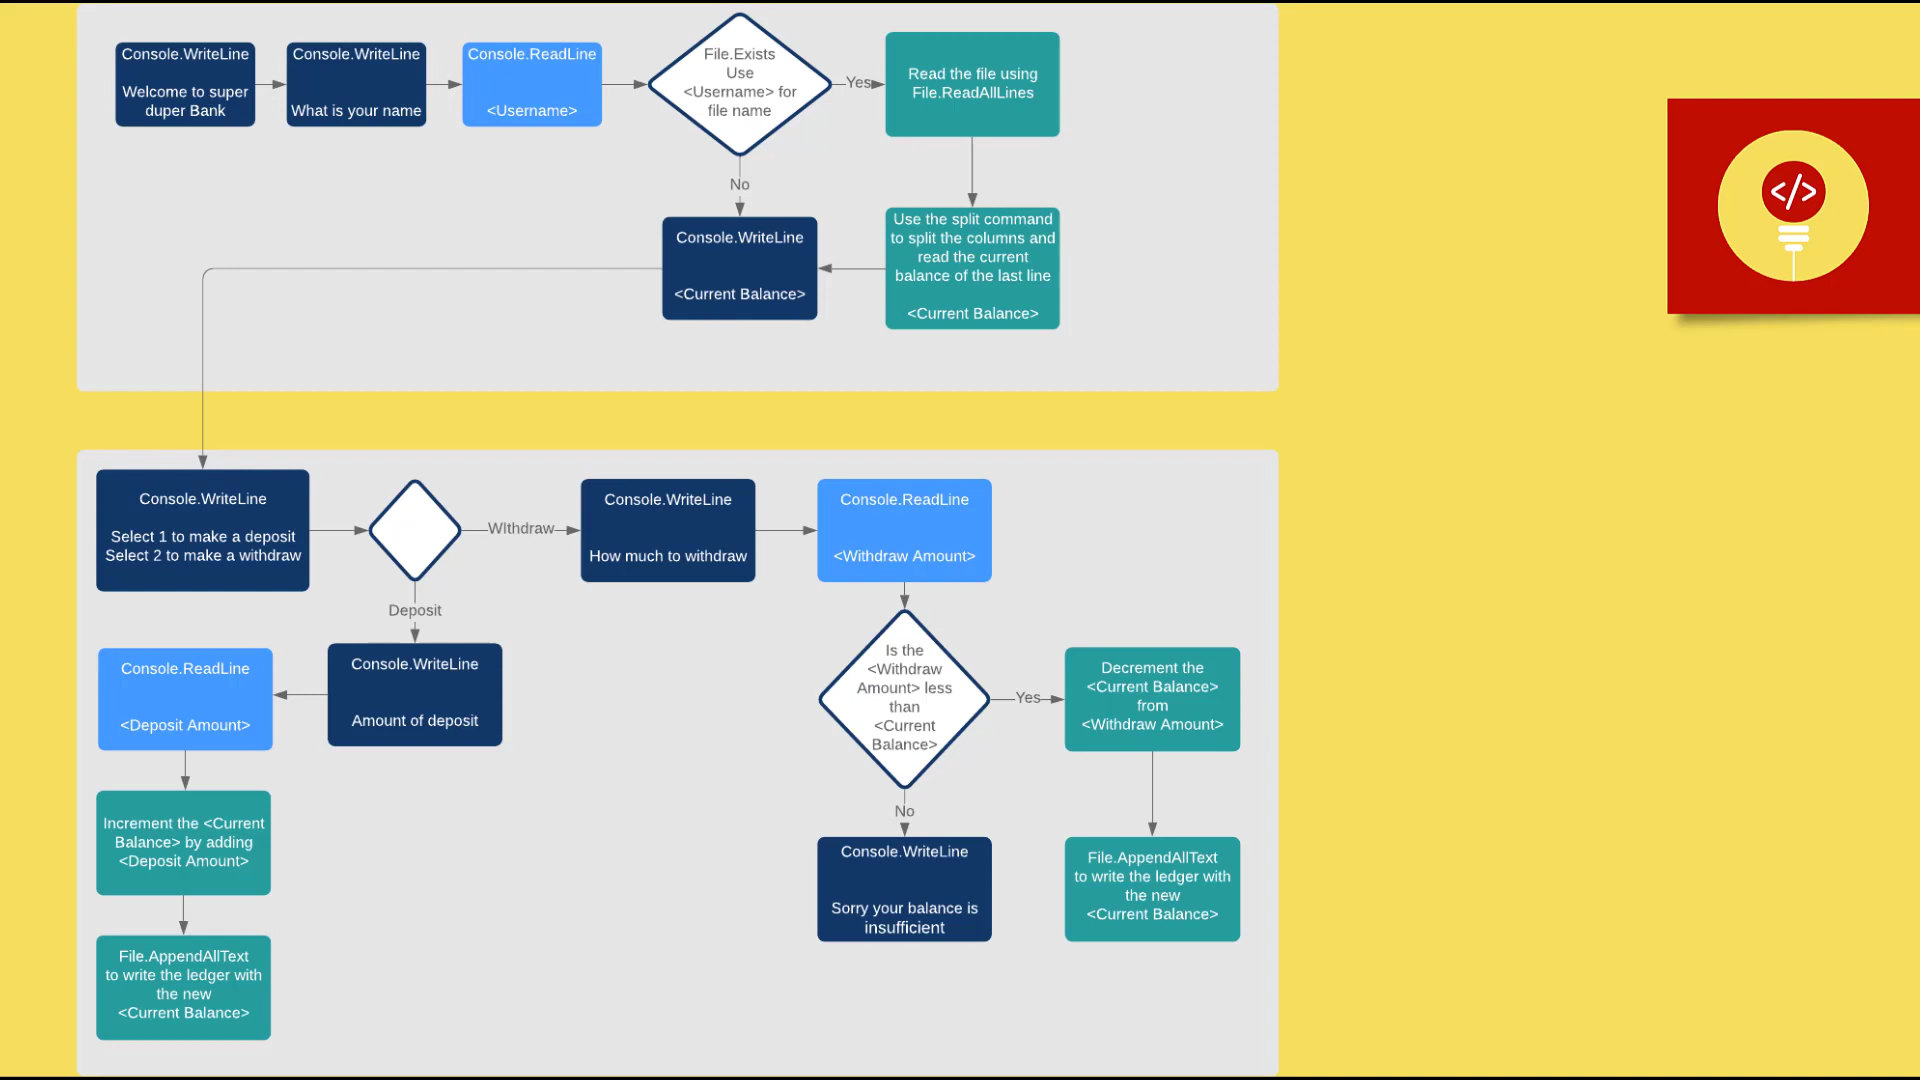 Console.WriteLine
Welcome to super
duper Bank
Console.WriteLine
What is your name
Console.ReadLine
<Username>
File.Exists
Use
<Username> for
file name
Yes
Read the file using
File.ReadAllLines
No
Console.WriteLine
<Current Balance>
Use the split command
to split the columns and
read the current
balance of the last line
<Current Balance>
</>
Console.WriteLine
Select 1 to make a deposit
Select 2 to make a withdraw
WIthdraw
Console.WriteLine
How much to withdraw
Console.ReadLine
<Withdraw Amount>
Deposit
Console.ReadLine
<Deposit Amount>
Console.WriteLine
Amount of deposit
Is the
<Withdraw
Amount> less
than
<Current
Balance>
Yes
Decrement the
<Current Balance>
from
<Withdraw Amount>
Increment the <Current
Balance> by adding
<Deposit Amount>
No
Console.WriteLine
Sorry your balance is
insufficient
File.AppendAllText
to write the ledger with
the new
<Current Balance>
File.AppendAllText
to write the ledger with
the new
<Current Balance>